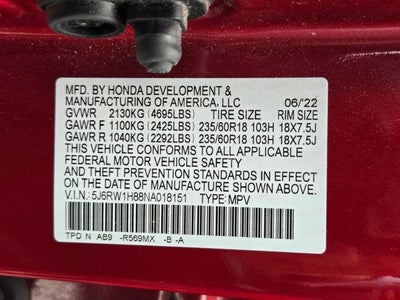 MFD. BY HONDA DEVELOPMENT &
MANUFACTURING OF AMERICA, LLC 06/'22
GVWR 2130KG (4695LBS) TIRE SIZE RIM SIZE
GAWR F 1100KG (2425LBS) 235/60R18 103H 18X7.5J
GAWR R 1040KG (2292LBS) 235/60R18 103H 18X7.5J
THIS VEHICLE CONFORMS TO ALL APPLICABLE
FEDERAL MOTOR VEHICLE SAFETY
AND THEFT PREVENTION STANDARDS IN EFFECT
ON THE DATE OF MANUFACTURE SHOWN ABOVE.
V.I.N.: 5J6RW1H88NA018151 TYPE: MPV
TPD N AB9 -R569MX -B -A